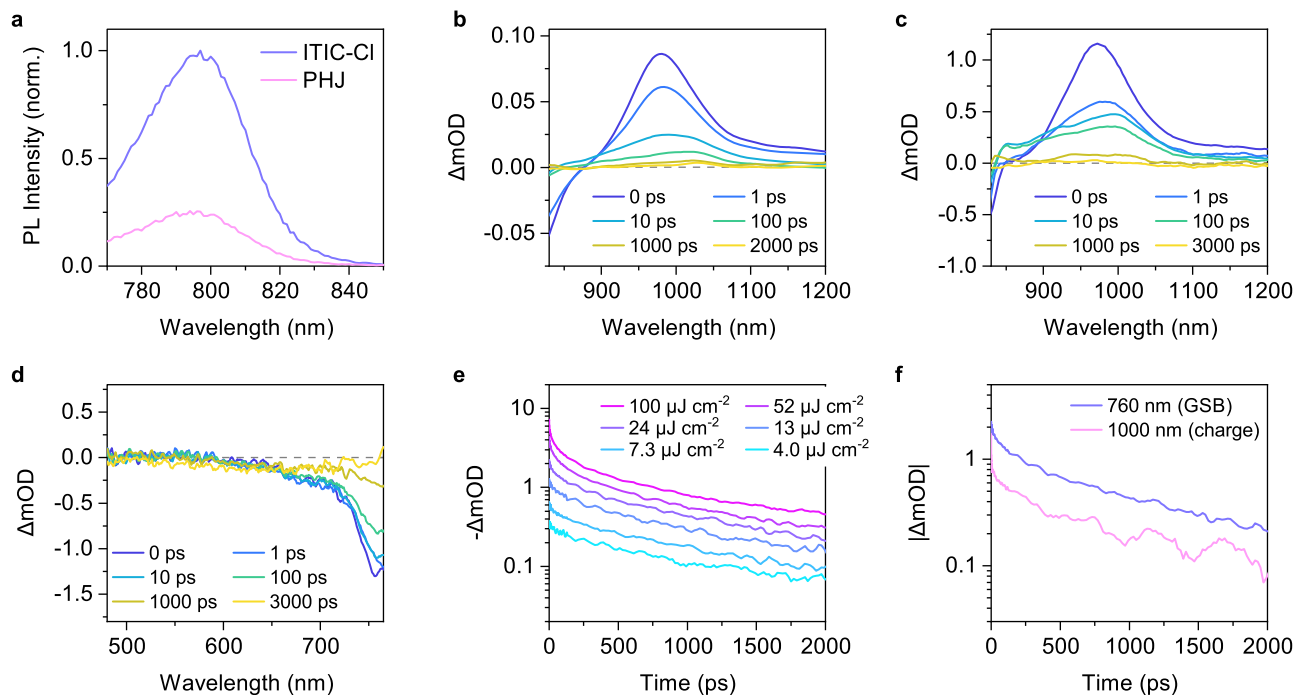 a
PL Intensity (norm.)
1.0
0.5
0.0
ITIC-Cl
PHJ
780 800 820 840
Wavelength (nm)
b
ΔmOD
0.10
0.05
0.00
-0.05
0 ps 1 ps
10 ps 100 ps
1000 ps 2000 ps
900 1000 1100 1200
Wavelength (nm)
c
ΔmOD
1.0
0.5
0.0
-0.5
-1.0
0 ps 1 ps
10 ps 100 ps
1000 ps 3000 ps
900 1000 1100 1200
Wavelength (nm)
d
ΔmOD
0.5
0.0
-0.5
-1.0
-1.5
0 ps 1 ps
10 ps 100 ps
1000 ps 3000 ps
500 600 700
Wavelength (nm)
e
-ΔmOD
10
1
0.1
100 µJ cm⁻² 52 µJ cm⁻²
24 µJ cm⁻² 13 µJ cm⁻²
7.3 µJ cm⁻² 4.0 µJ cm⁻²
0 500 1000 1500 2000
Time (ps)
f
|ΔmOD|
1
0.1
760 nm (GSB)
1000 nm (charge)
0 500 1000 1500 2000
Time (ps)